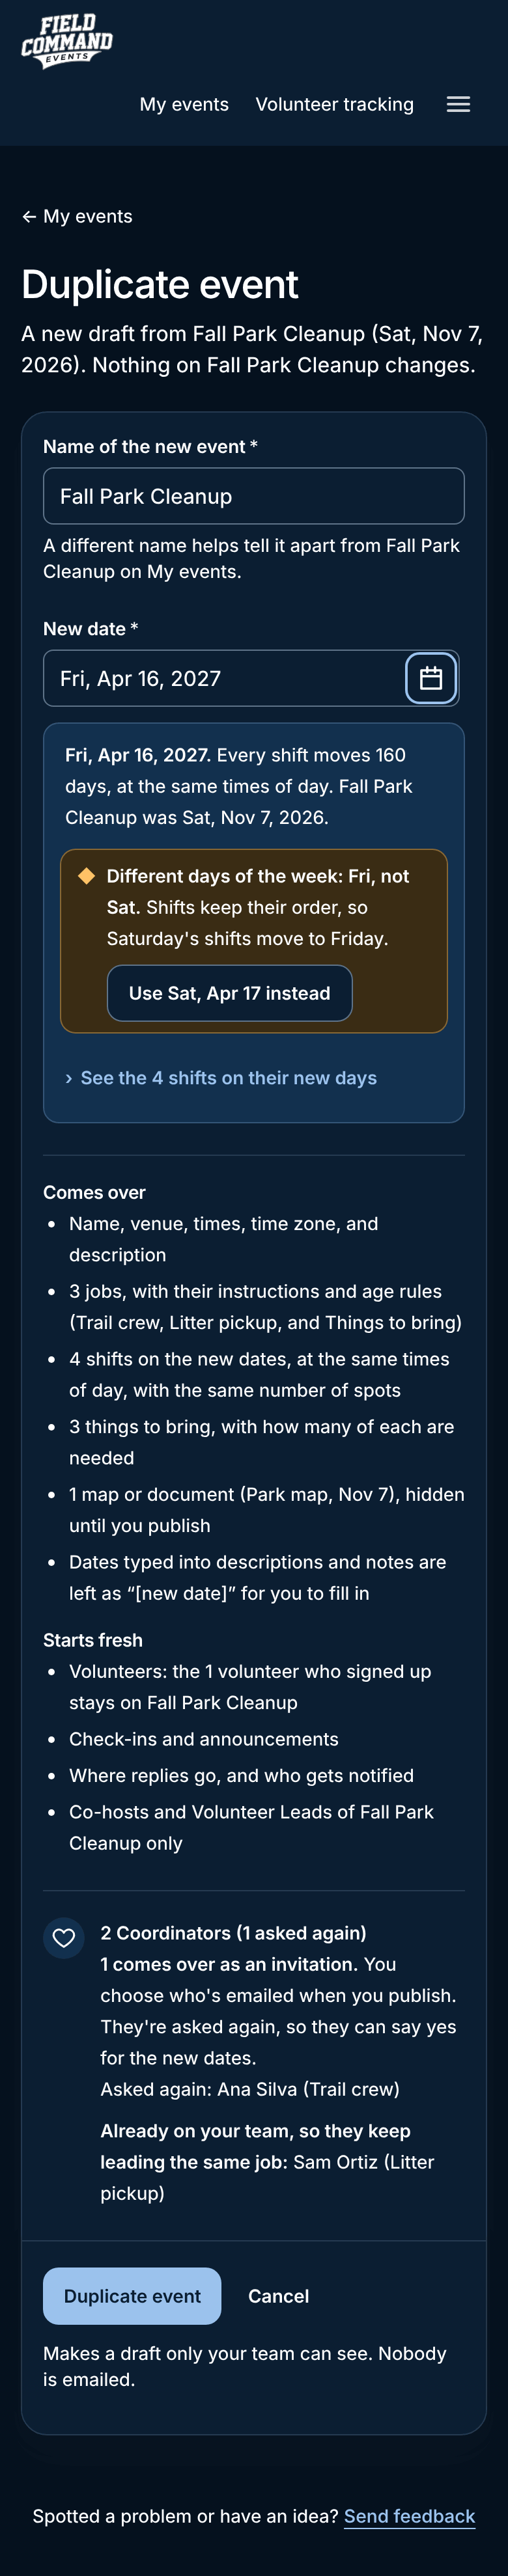 FIELD
COMMAND
EVENTS
My events
Volunteer tracking
← My events
Duplicate event
A new draft from Fall Park Cleanup (Sat, Nov 7,
2026). Nothing on Fall Park Cleanup changes.
Name of the new event *
Fall Park Cleanup
A different name helps tell it apart from Fall Park
Cleanup on My events.
New date *
Fri, Apr 16, 2027
Fri, Apr 16, 2027. Every shift moves 160
days, at the same times of day. Fall Park
Cleanup was Sat, Nov 7, 2026.
Different days of the week: Fri, not
Sat. Shifts keep their order, so
Saturday's shifts move to Friday.
Use Sat, Apr 17 instead
› See the 4 shifts on their new days
Comes over
• Name, venue, times, time zone, and
description
• 3 jobs, with their instructions and age rules
(Trail crew, Litter pickup, and Things to bring)
• 4 shifts on the new dates, at the same times
of day, with the same number of spots
• 3 things to bring, with how many of each are
needed
• 1 map or document (Park map, Nov 7), hidden
until you publish
• Dates typed into descriptions and notes are
left as “[new date]” for you to fill in
Starts fresh
• Volunteers: the 1 volunteer who signed up
stays on Fall Park Cleanup
• Check-ins and announcements
• Where replies go, and who gets notified
• Co-hosts and Volunteer Leads of Fall Park
Cleanup only
2 Coordinators (1 asked again)
1 comes over as an invitation. You
choose who's emailed when you publish.
They're asked again, so they can say yes
for the new dates.
Asked again: Ana Silva (Trail crew)
Already on your team, so they keep
leading the same job: Sam Ortiz (Litter
pickup)
Duplicate event
Cancel
Makes a draft only your team can see. Nobody
is emailed.
Spotted a problem or have an idea? Send feedback